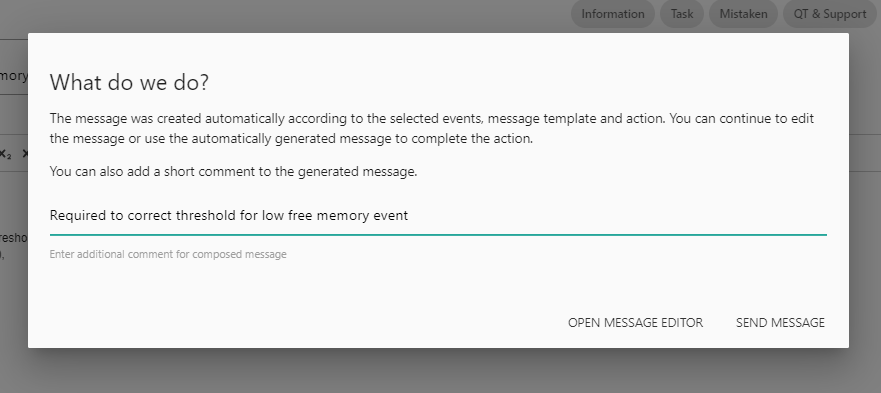 Information Task Mistaken QT & Support
mory
What do we do?
The message was created automatically according to the selected events, message template and action. You can continue to edit
the message or use the automatically generated message to complete the action.
X₂
You can also add a short comment to the generated message.
Required to correct threshold for low free memory event
resho
Enter additional comment for composed message
OPEN MESSAGE EDITOR SEND MESSAGE